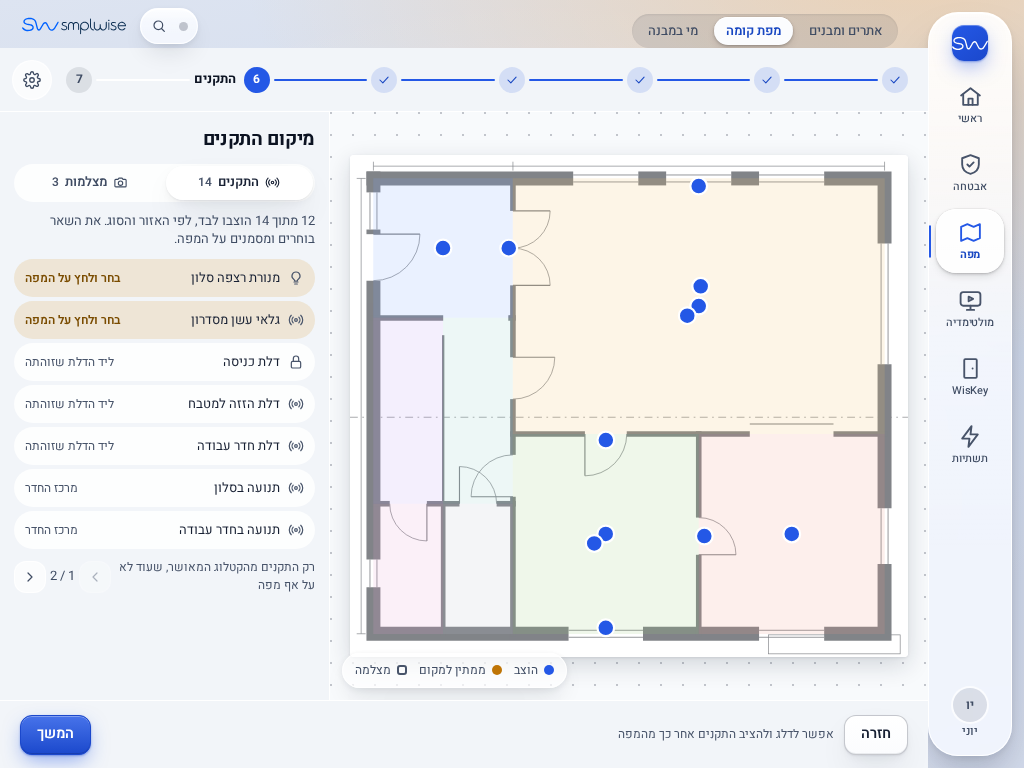 smplwise
אתרים ומבנים
מפת קומה
מי במבנה
6 התקנים
7
מיקום התקנים
התקנים 14
מצלמות 3
12 מתוך 14 הוצבו לבד, לפי האזור והסוג. את השאר
בוחרים ומסמנים על המפה.
מנורת רצפה סלון
בחר ולחץ על המפה
גלאי עשן מסדרון
בחר ולחץ על המפה
דלת כניסה
ליד הדלת שזוהתה
דלת הזזה למטבח
ליד הדלת שזוהתה
דלת חדר עבודה
ליד הדלת שזוהתה
תנועה בסלון
מרכז החדר
תנועה בחדר עבודה
מרכז החדר
רק התקנים מהקטלוג המאושר, שעוד לא
על אף מפה
1 / 2
הוצב
ממתין למקום
מצלמה
חזרה
אפשר לדלג ולהציב התקנים אחר כך מהמפה
המשך
SW
ראשי
אבטחה
מפה
מולטימדיה
WisKey
תשתיות
יו
יוני